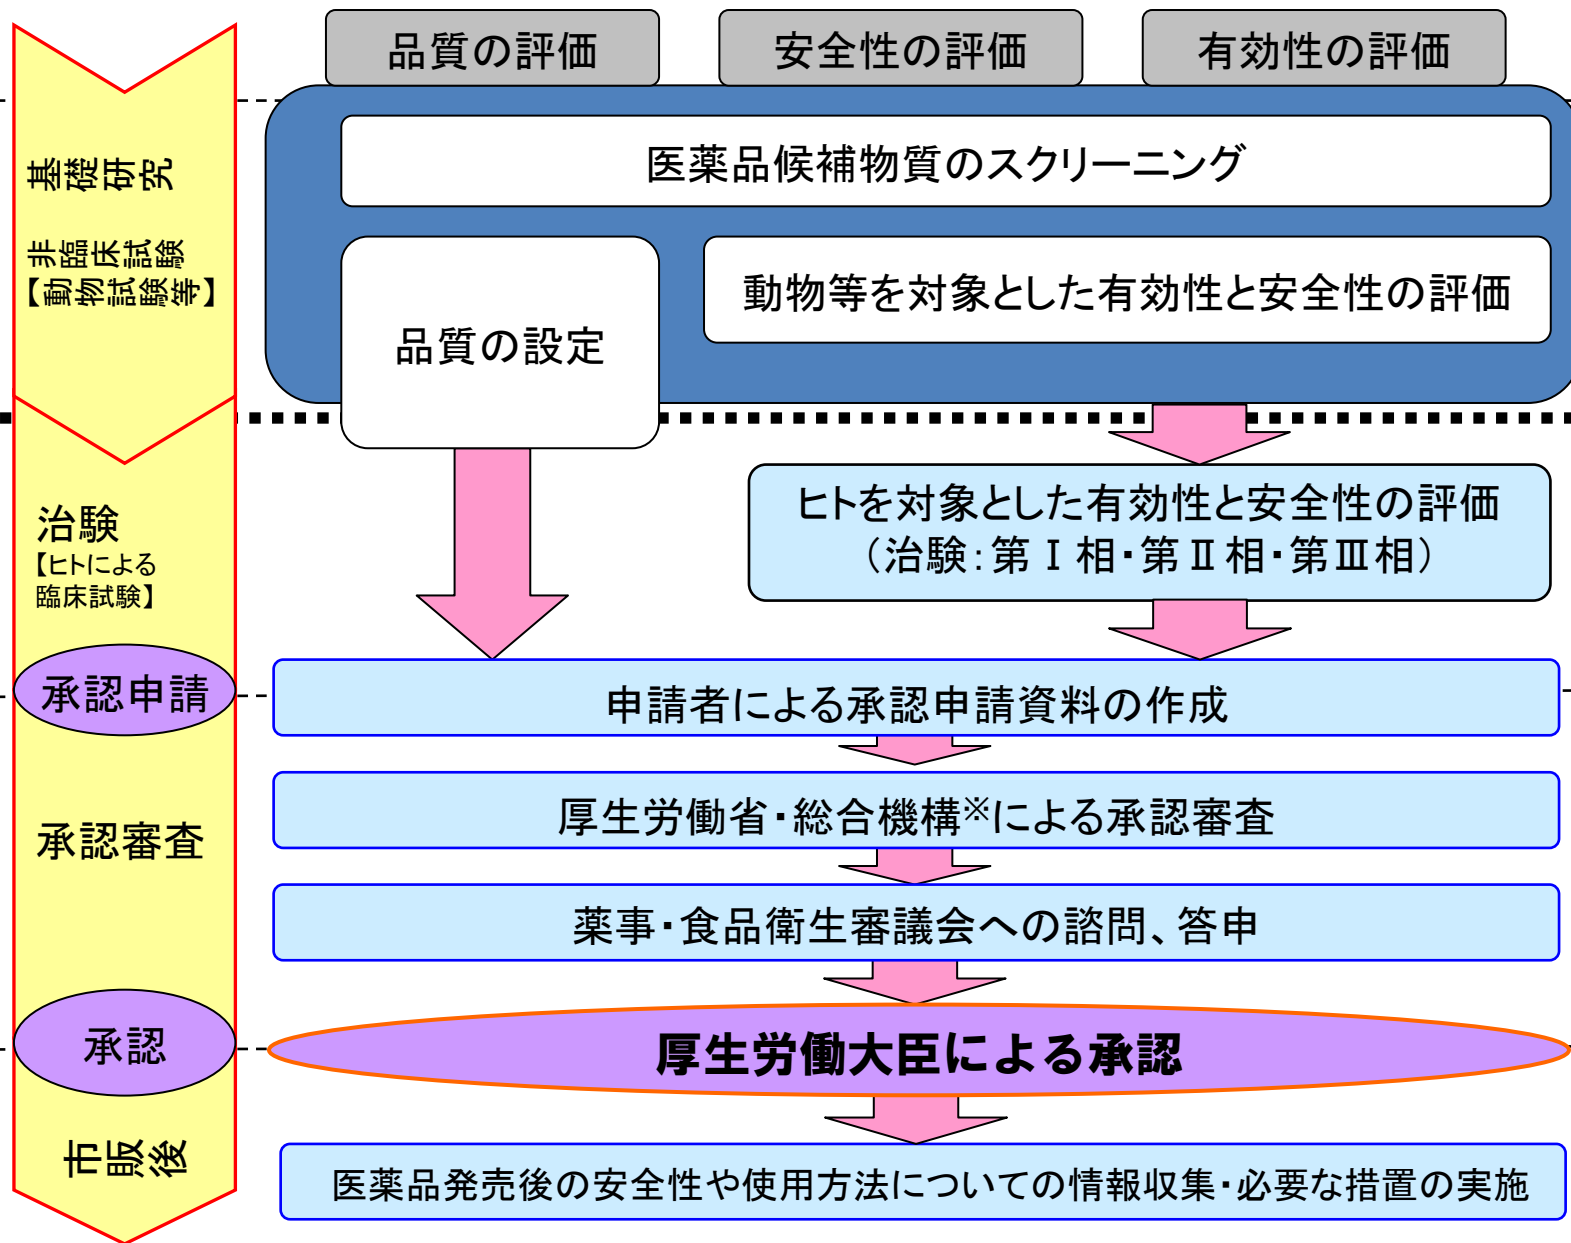 品質の評価
安全性の評価
有効性の評価
基礎研究
非臨床試験
【動物試験等】
医薬品候補物質のスクリーニング
動物等を対象とした有効性と安全性の評価
品質の設定
治験
【ヒトによる
臨床試験】
ヒトを対象とした有効性と安全性の評価
（治験：第Ⅰ相・第Ⅱ相・第Ⅲ相）
承認申請
申請者による承認申請資料の作成
承認審査
厚生労働省・総合機構※による承認審査
薬事・食品衛生審議会への諮問、答申
承認
厚生労働大臣による承認
市販後
医薬品発売後の安全性や使用方法についての情報収集・必要な措置の実施